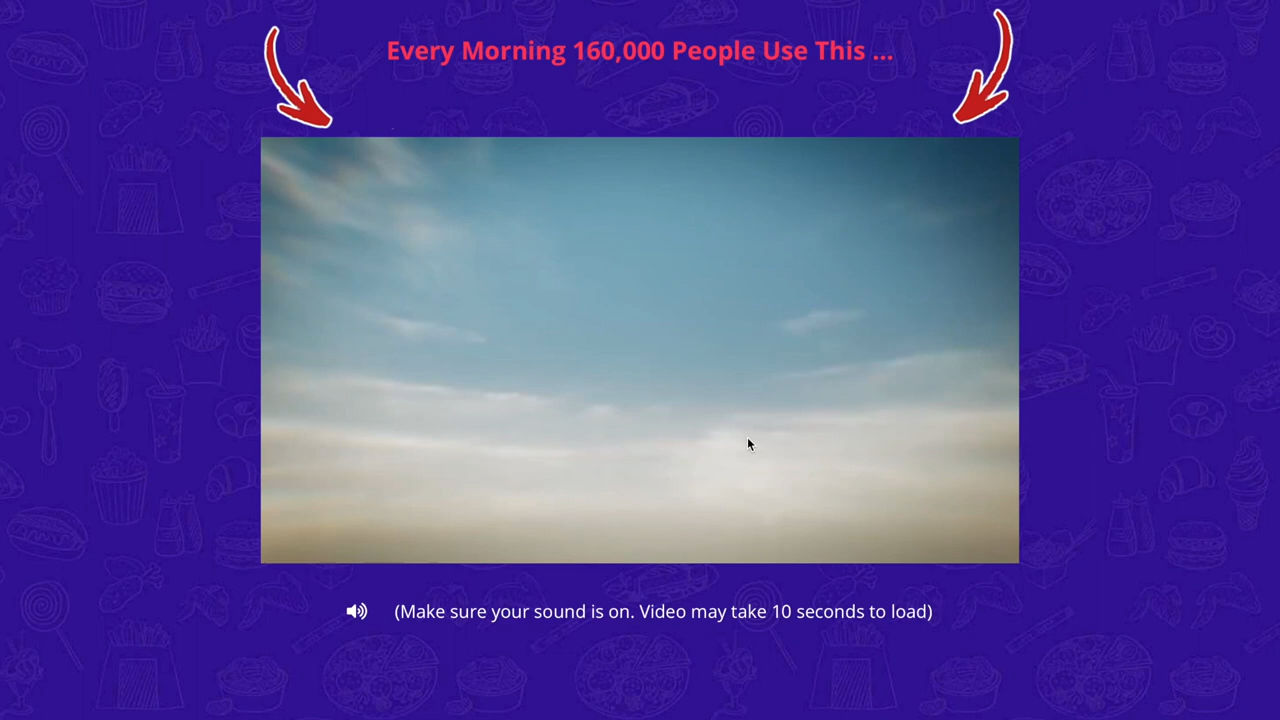 Every Morning 160,000 People Use This ...
(Make sure your sound is on. Video may take 10 seconds to load)